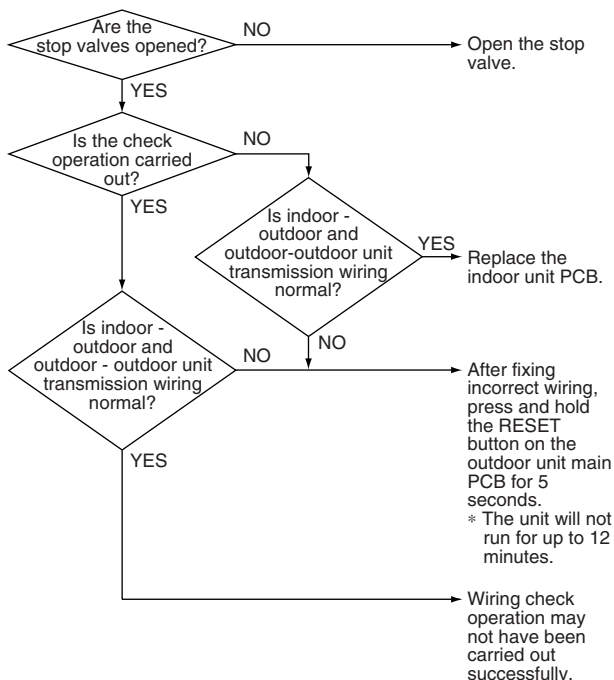 Are the
stop valves opened?
NO
Open the stop
valve.
YES
Is the check
operation carried
out?
NO
YES
Is indoor -
outdoor and
outdoor-outdoor unit
transmission wiring
normal?
YES
Replace the
indoor unit PCB.
NO
Is indoor -
outdoor and
outdoor - outdoor unit
transmission wiring
normal?
NO
After fixing
incorrect wiring,
press and hold
the RESET
button on the
outdoor unit main
PCB for 5
seconds.
* The unit will not
run for up to 12
minutes.
YES
Wiring check
operation may
not have been
carried out
successfully.